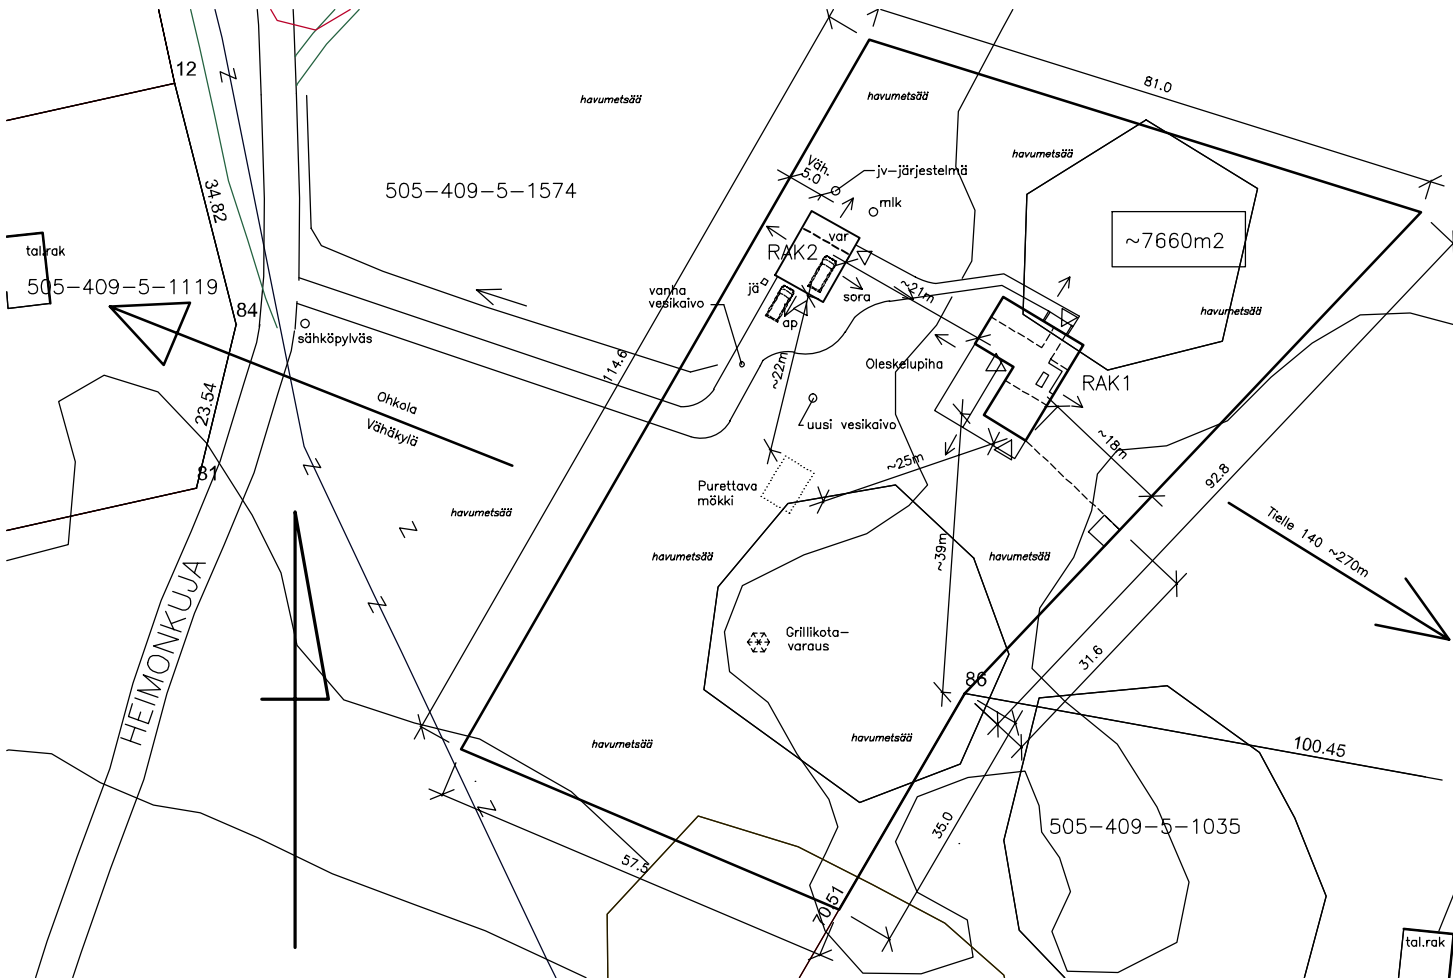 12
81.0
havumetsää
havumetsää
havumetsää
Väh.
5.0
jv-järjestelmä
505-409-5-1574
34.82
mlk
~7660m2
var
RAK2
tal.rak
505-409-5-1119
vanha
vesikaivo
jä
sora
~21m
havumetsää
84
ap
sähköpylväs
114.6
~22m
Oleskelupiha
RAK1
23.54
Ohkola
Vähäkylä
uusi vesikaivo
~18m
~25m
92.8
81
Purettava
mökki
havumetsää
Tielle 140 ~270m
havumetsää
~39m
havumetsää
HEIMONKUJA
Grillikota-
varaus
31.6
86
havumetsää
havumetsää
100.45
35.0
505-409-5-1035
57.5
70.51
tal.rak